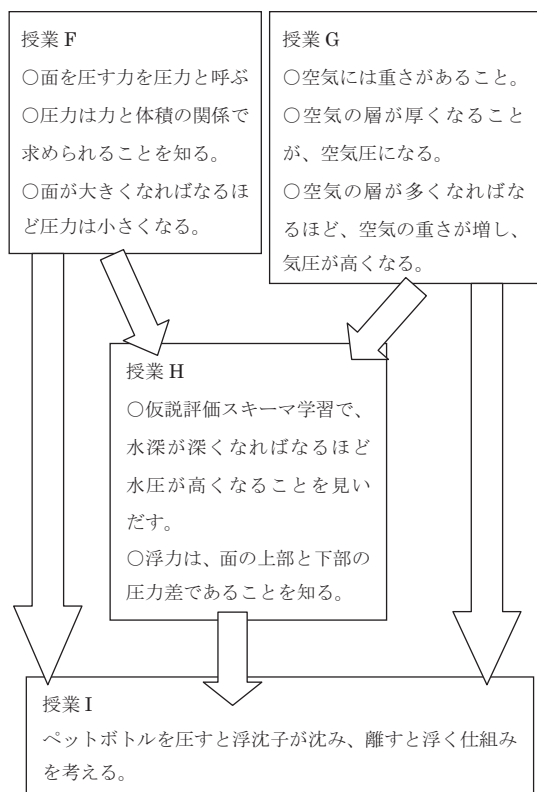 授業 F
○面を圧す力を圧力と呼ぶ
○圧力は力と体積の関係で
求められることを知る。
○面が大きくなればなるほ
ど圧力は小さくなる。
授業 G
○空気には重さがあること。
○空気の層が厚くなること
が、空気圧になる。
○空気の層が多くなればな
るほど、空気の重さが増し、
気圧が高くなる。
授業 H
○仮説評価スキーマ学習で、
水深が深くなればなるほど
水圧が高くなることを見い
だす。
○浮力は、面の上部と下部の
圧力差であることを知る。
授業 I
ペットボトルを圧すと浮沈子が沈み、離すと浮く仕組み
を考える。